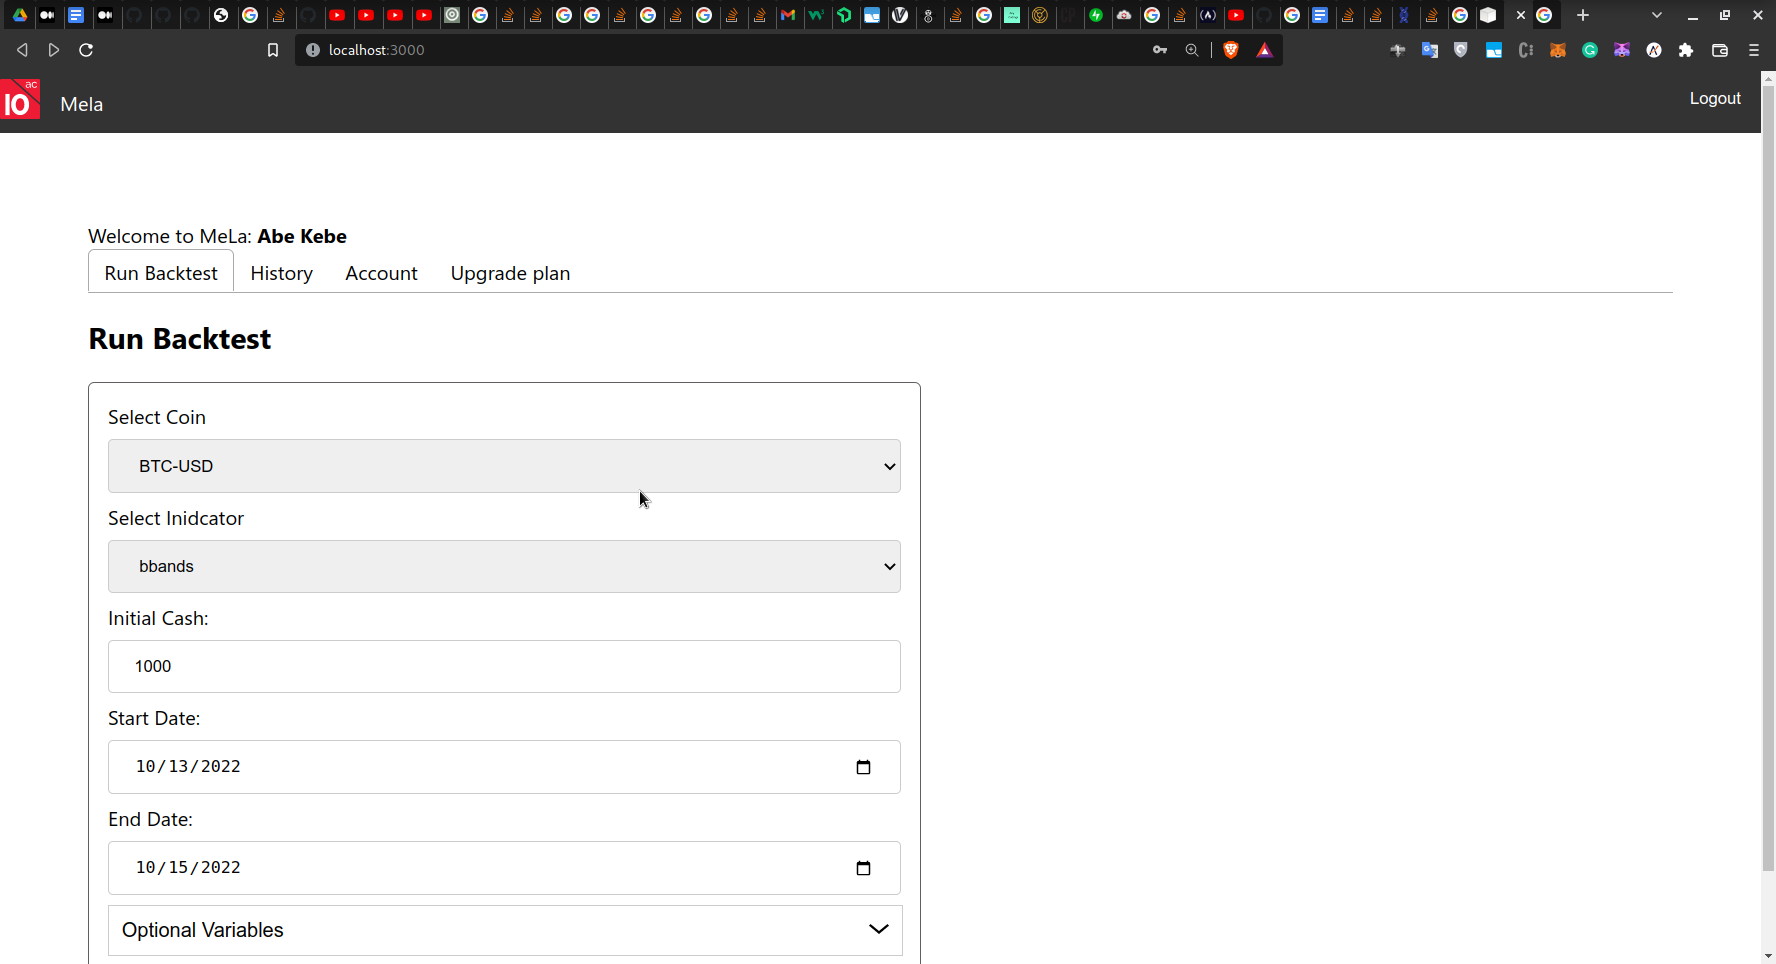 localhost:3000
ac
IO
Mela
Logout
Welcome to MeLa: Abe Kebe
Run Backtest
History
Account
Upgrade plan
Run Backtest
Select Coin
BTC-USD
Select Inidcator
bbands
Initial Cash:
1000
Start Date:
10/13/2022
End Date:
10/15/2022
Optional Variables